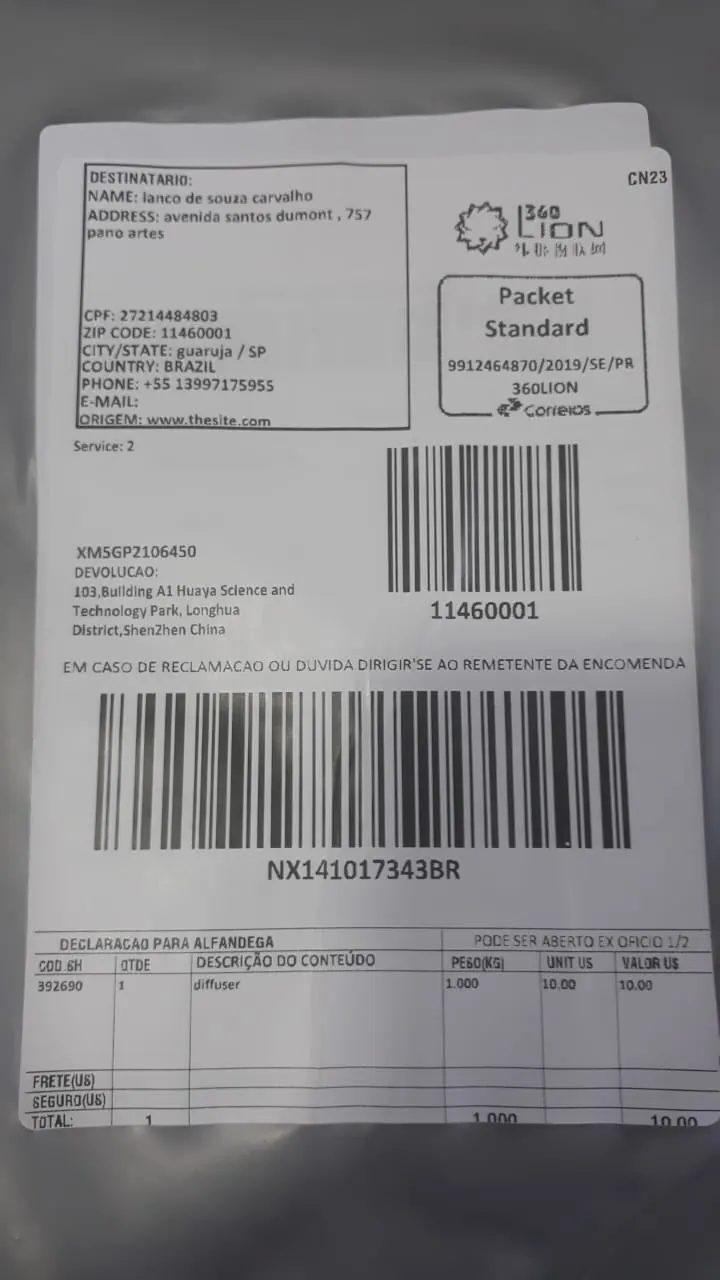 DESTINATARIO:
NAME: ianco de souza carvalho
ADDRESS: avenida santos dumont , 757
pano artes
CPF: 27214484803
ZIP CODE: 11460001
CITY/STATE: guaruja / SP
COUNTRY: BRAZIL
PHONE: +55 13997175955
E-MAIL:
ORIGEM: www.thesite.com
CN23
360
LION
Packet
Standard
9912464870/2019/SE/PR
360LION
Correios
Service: 2
11460001
XM5GP2106450
DEVOLUCAO:
103,Building A1 Huaya Science and
Technology Park, Longhua
District,ShenZhen China
EM CASO DE RECLAMACAO OU DUVIDA DIRIGIR'SE AO REMETENTE DA ENCOMENDA
NX141017343BR
DECLARACAO PARA ALFANDEGA PODE SER ABERTO EX OFICIO 1/2
COD.SH QTDE DESCRIÇÃO DO CONTEÚDO PESO(KG) UNIT US VALOR U$
392690 1 diffuser 1.000 10.00 10.00
FRETE(U$)
SEGURO(U$)
TOTAL: 1 1.000 10.00